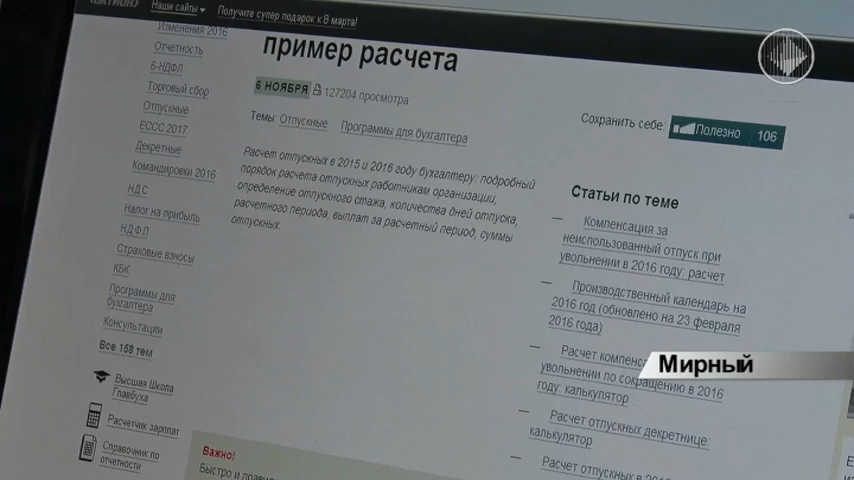 Наши сайты
Получите супер подарок к 8 марта!
Изменения 2016
Отчетность
6-НДФЛ
Торговый сбор
Отпускные
ЕССС 2017
Декретные
Командировки 2016
НДС
Налог на прибыль
НДФЛ
Страховые взносы
КБК
Программы для
бухгалтера
Консультации
Все 158 тем
Высшая Школа
Главбуха
Расчетчик зарплат
Справочник по
отчетности
пример расчета
6 НОЯБРЯ 127204 просмотра
Темы: Отпускные Программы для бухгалтера
Расчет отпускных в 2015 и 2016 году бухгалтеру: подробный
порядок расчета отпускных работникам организации,
определение отпускного стажа, количества дней отпуска,
расчетного периода, выплат за расчетный период, суммы
отпускных.
Важно!
Быстро и
Сохранить себе: Полезно 106
Статьи по теме
— Компенсация за
неиспользованный отпуск при
увольнении в 2016 году: расчет
— Производственный календарь на
2016 год (обновлено на 23 февраля
2016 года)
— Расчет
увольнении по сокращению в 2016
году: калькулятор
— Расчет отпускных декретнице:
калькулятор
— Расчет отпускных в
Мирный